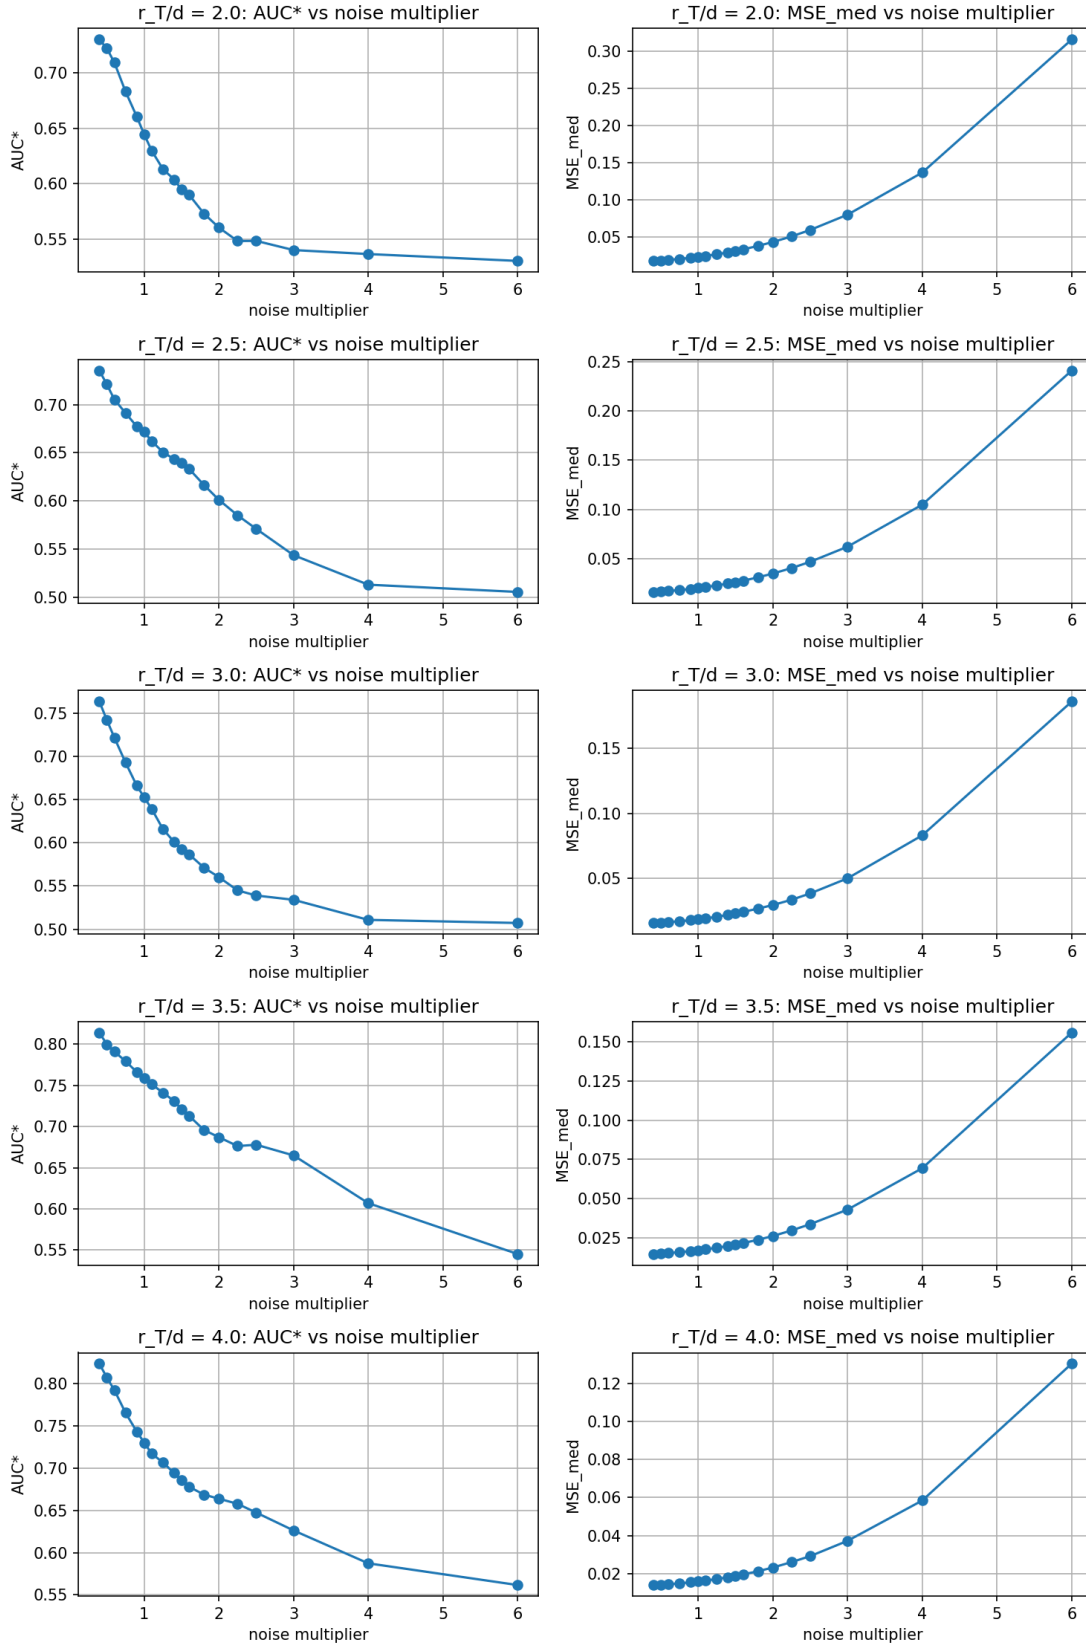 r_T/d = 2.0: AUC* vs noise multiplier
AUC*
0.70
0.65
0.60
0.55
1 2 3 4 5 6
noise multiplier
r_T/d = 2.0: MSE_med vs noise multiplier
MSE_med
0.30
0.25
0.20
0.15
0.10
0.05
1 2 3 4 5 6
noise multiplier
r_T/d = 2.5: AUC* vs noise multiplier
AUC*
0.70
0.65
0.60
0.55
0.50
1 2 3 4 5 6
noise multiplier
r_T/d = 2.5: MSE_med vs noise multiplier
MSE_med
0.25
0.20
0.15
0.10
0.05
1 2 3 4 5 6
noise multiplier
r_T/d = 3.0: AUC* vs noise multiplier
AUC*
0.75
0.70
0.65
0.60
0.55
0.50
1 2 3 4 5 6
noise multiplier
r_T/d = 3.0: MSE_med vs noise multiplier
MSE_med
0.15
0.10
0.05
1 2 3 4 5 6
noise multiplier
r_T/d = 3.5: AUC* vs noise multiplier
AUC*
0.80
0.75
0.70
0.65
0.60
0.55
1 2 3 4 5 6
noise multiplier
r_T/d = 3.5: MSE_med vs noise multiplier
MSE_med
0.150
0.125
0.100
0.075
0.050
0.025
1 2 3 4 5 6
noise multiplier
r_T/d = 4.0: AUC* vs noise multiplier
AUC*
0.80
0.75
0.70
0.65
0.60
0.55
1 2 3 4 5 6
noise multiplier
r_T/d = 4.0: MSE_med vs noise multiplier
MSE_med
0.12
0.10
0.08
0.06
0.04
0.02
1 2 3 4 5 6
noise multiplier